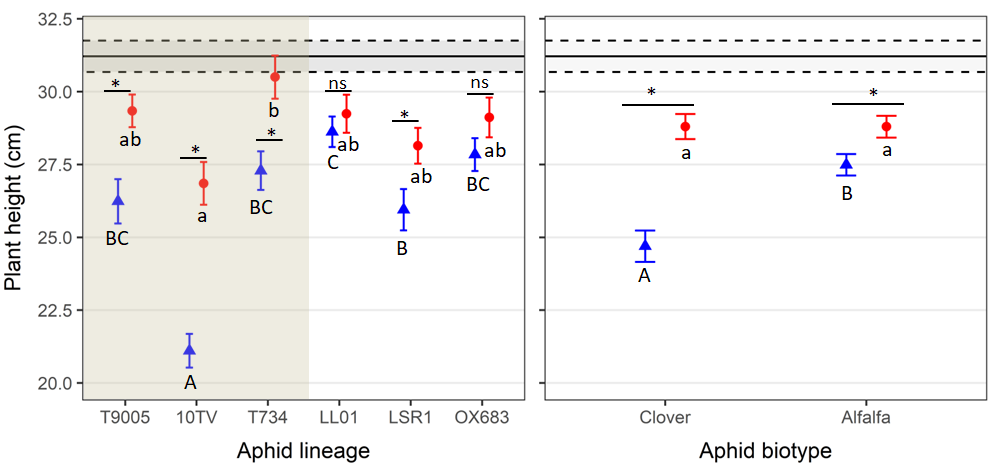 Plant height (cm)
32.5
30.0
27.5
25.0
22.5
20.0
*
ab
BC
*
a
A
b
*
BC
ns
ab
C
*
ab
B
ns
ab
BC
*
a
A
*
a
B
T9005 10TV T734 LL01 LSR1 OX683
Aphid lineage
Clover Alfalfa
Aphid biotype